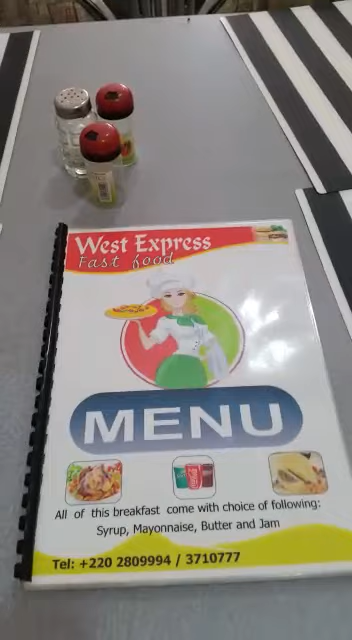 West Express
Fast food
MENU
All of this breakfast come with choice of following:
Syrup, Mayonnaise, Butter and Jam
Tel: +220 2809994 / 3710777